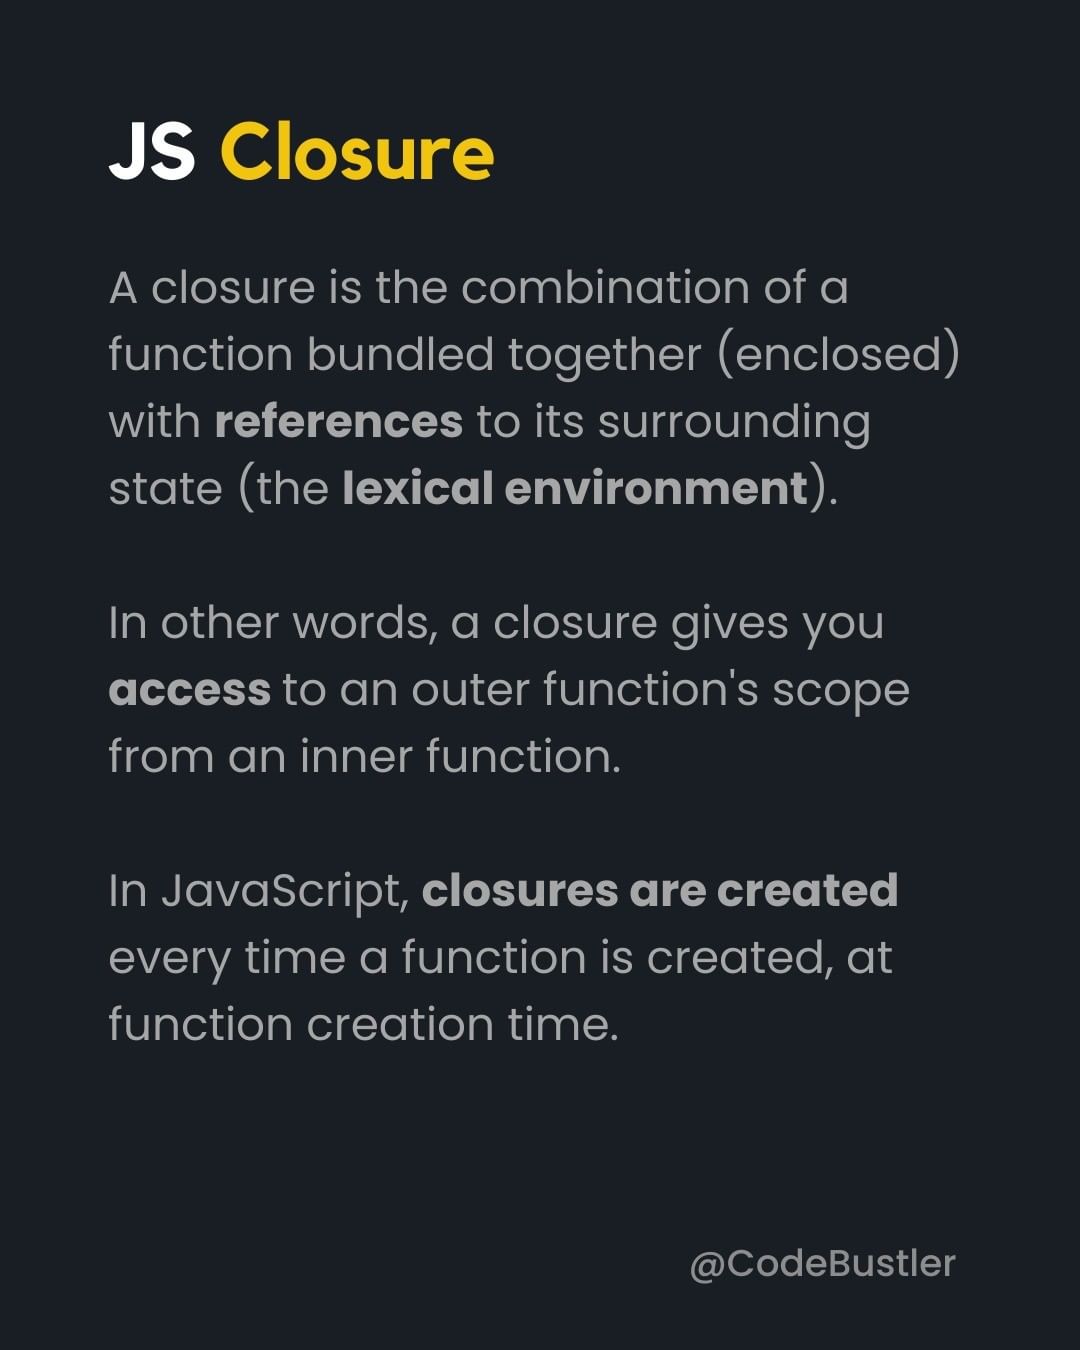 JS Closure
A closure is the combination of a
function bundled together (enclosed)
with references to its surrounding
state (the lexical environment).
In other words, a closure gives you
access to an outer function's scope
from an inner function.
In JavaScript, closures are created
every time a function is created, at
function creation time.
@CodeBustler